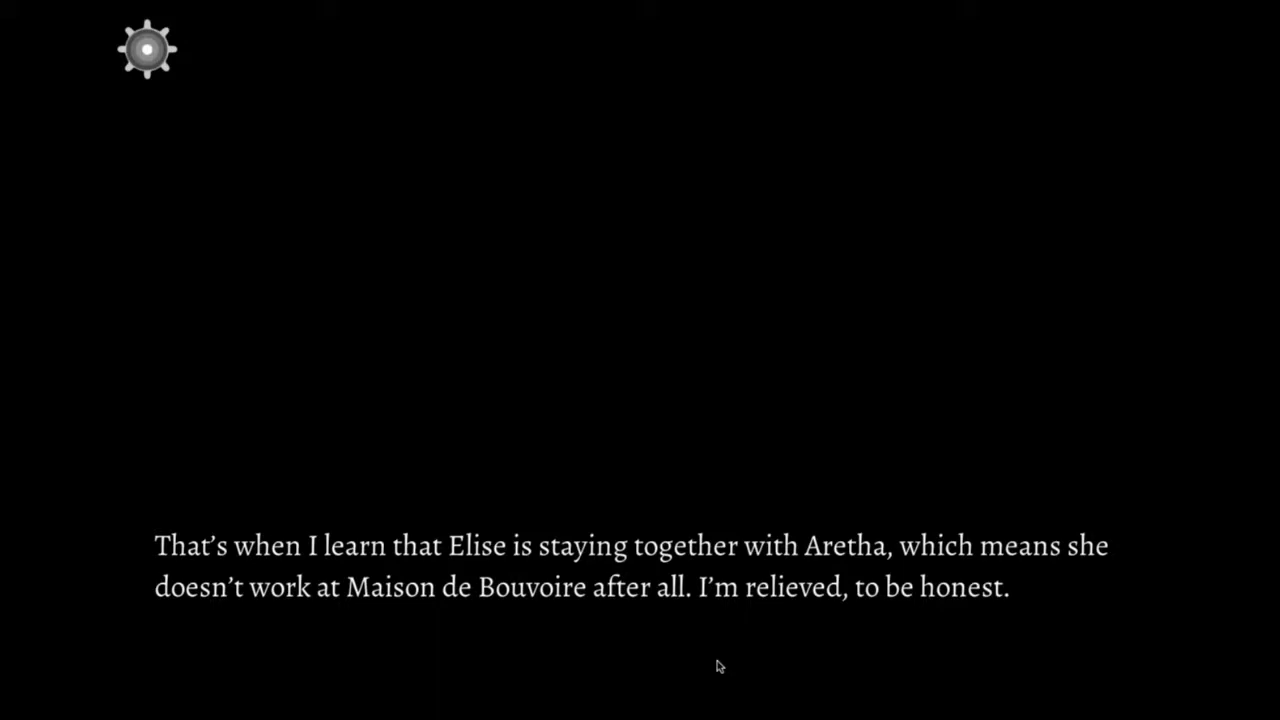 That’s when I learn that Elise is staying together with Aretha, which means she
doesn’t work at Maison de Bouvoire after all. I’m relieved, to be honest.